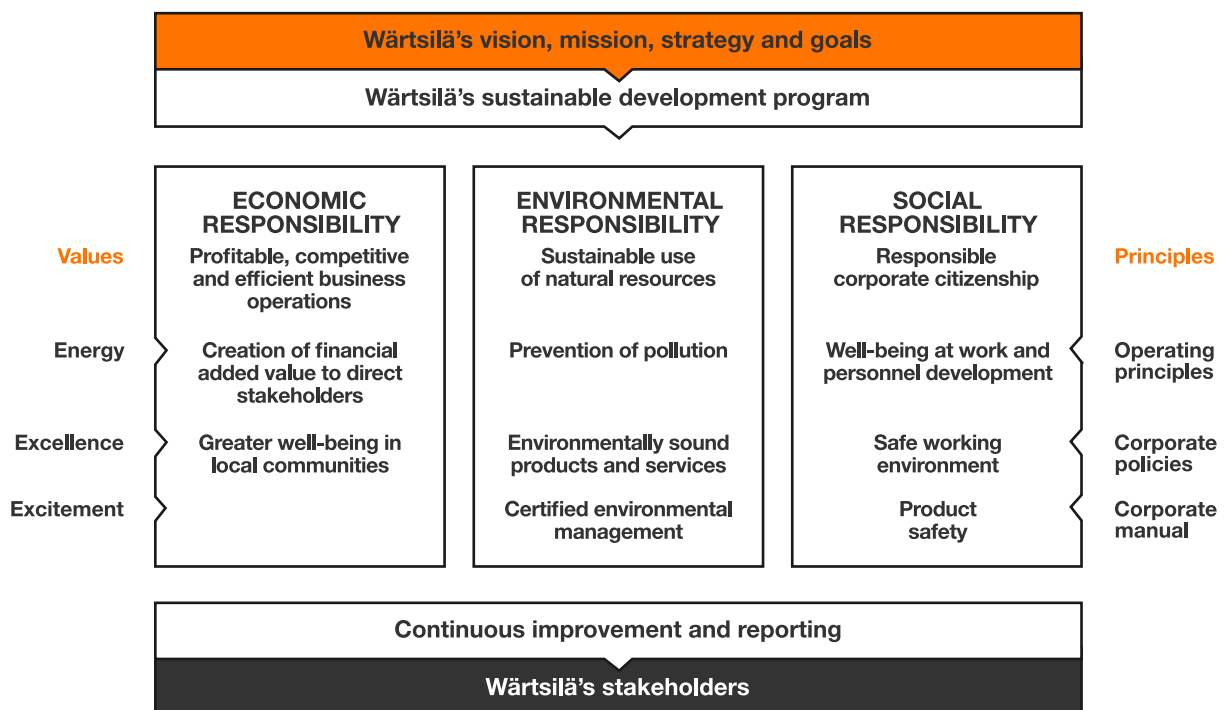 Wärtsilä’s vision, mission, strategy and goals
Wärtsilä’s sustainable development program
ECONOMIC
RESPONSIBILITY
Profitable, competitive
and efficient business
operations
Creation of financial
added value to direct
stakeholders
Greater well-being in
local communities
ENVIRONMENTAL
RESPONSIBILITY
Sustainable use
of natural resources
Prevention of pollution
Environmentally sound
products and services
Certified environmental
management
SOCIAL
RESPONSIBILITY
Responsible
corporate citizenship
Well-being at work and
personnel development
Safe working
environment
Product
safety
Values
Energy
Excellence
Excitement
Principles
Operating
principles
Corporate
policies
Corporate
manual
Continuous improvement and reporting
Wärtsilä’s stakeholders